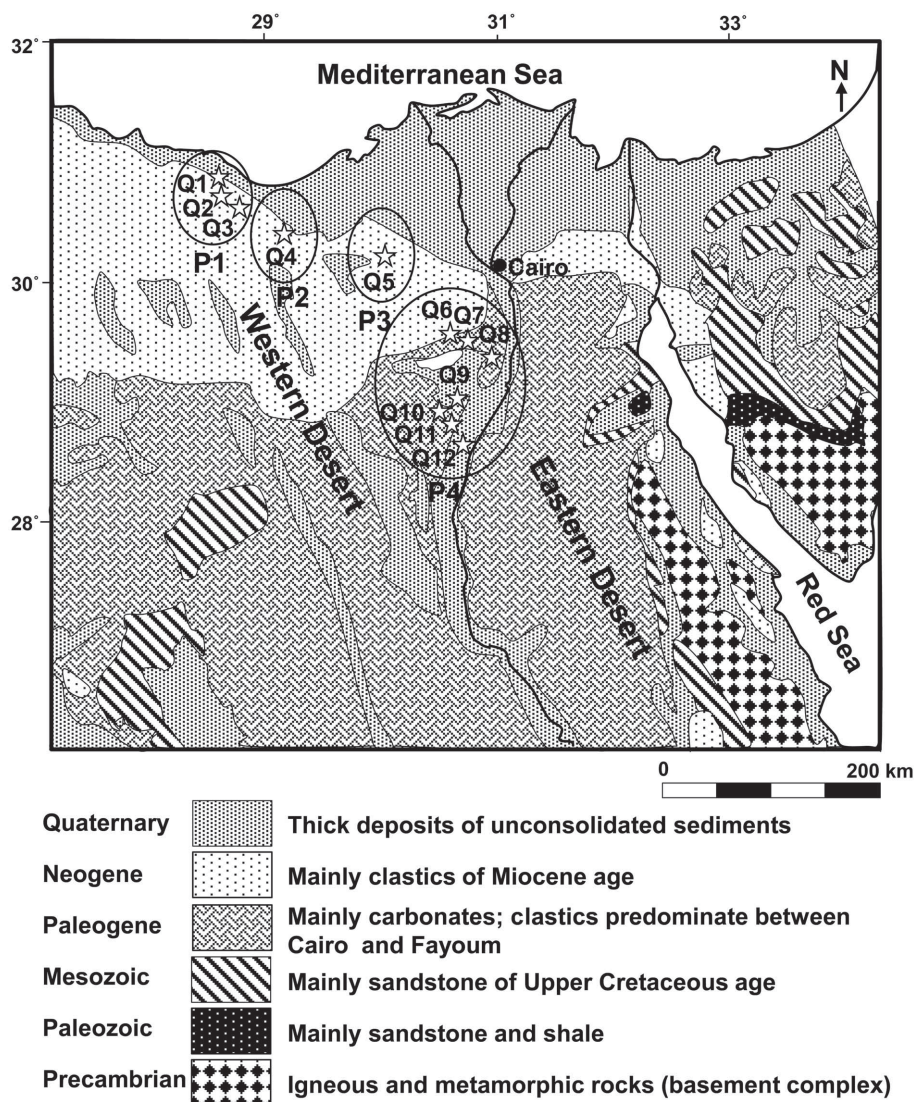 29°
31°
33°
32°
Mediterranean Sea
N
Q1
Q2
Q3
P1
Q4
P2
Q5
P3
30°
Cairo
Q6
Q7
Q8
Q9
Q10
Q11
Q12
P4
Western Desert
Eastern Desert
28°
Red Sea
0
200 km
Quaternary
Thick deposits of unconsolidated sediments
Neogene
Mainly clastics of Miocene age
Paleogene
Mainly carbonates; clastics predominate between
Cairo and Fayoum
Mesozoic
Mainly sandstone of Upper Cretaceous age
Paleozoic
Mainly sandstone and shale
Precambrian
Igneous and metamorphic rocks (basement complex)